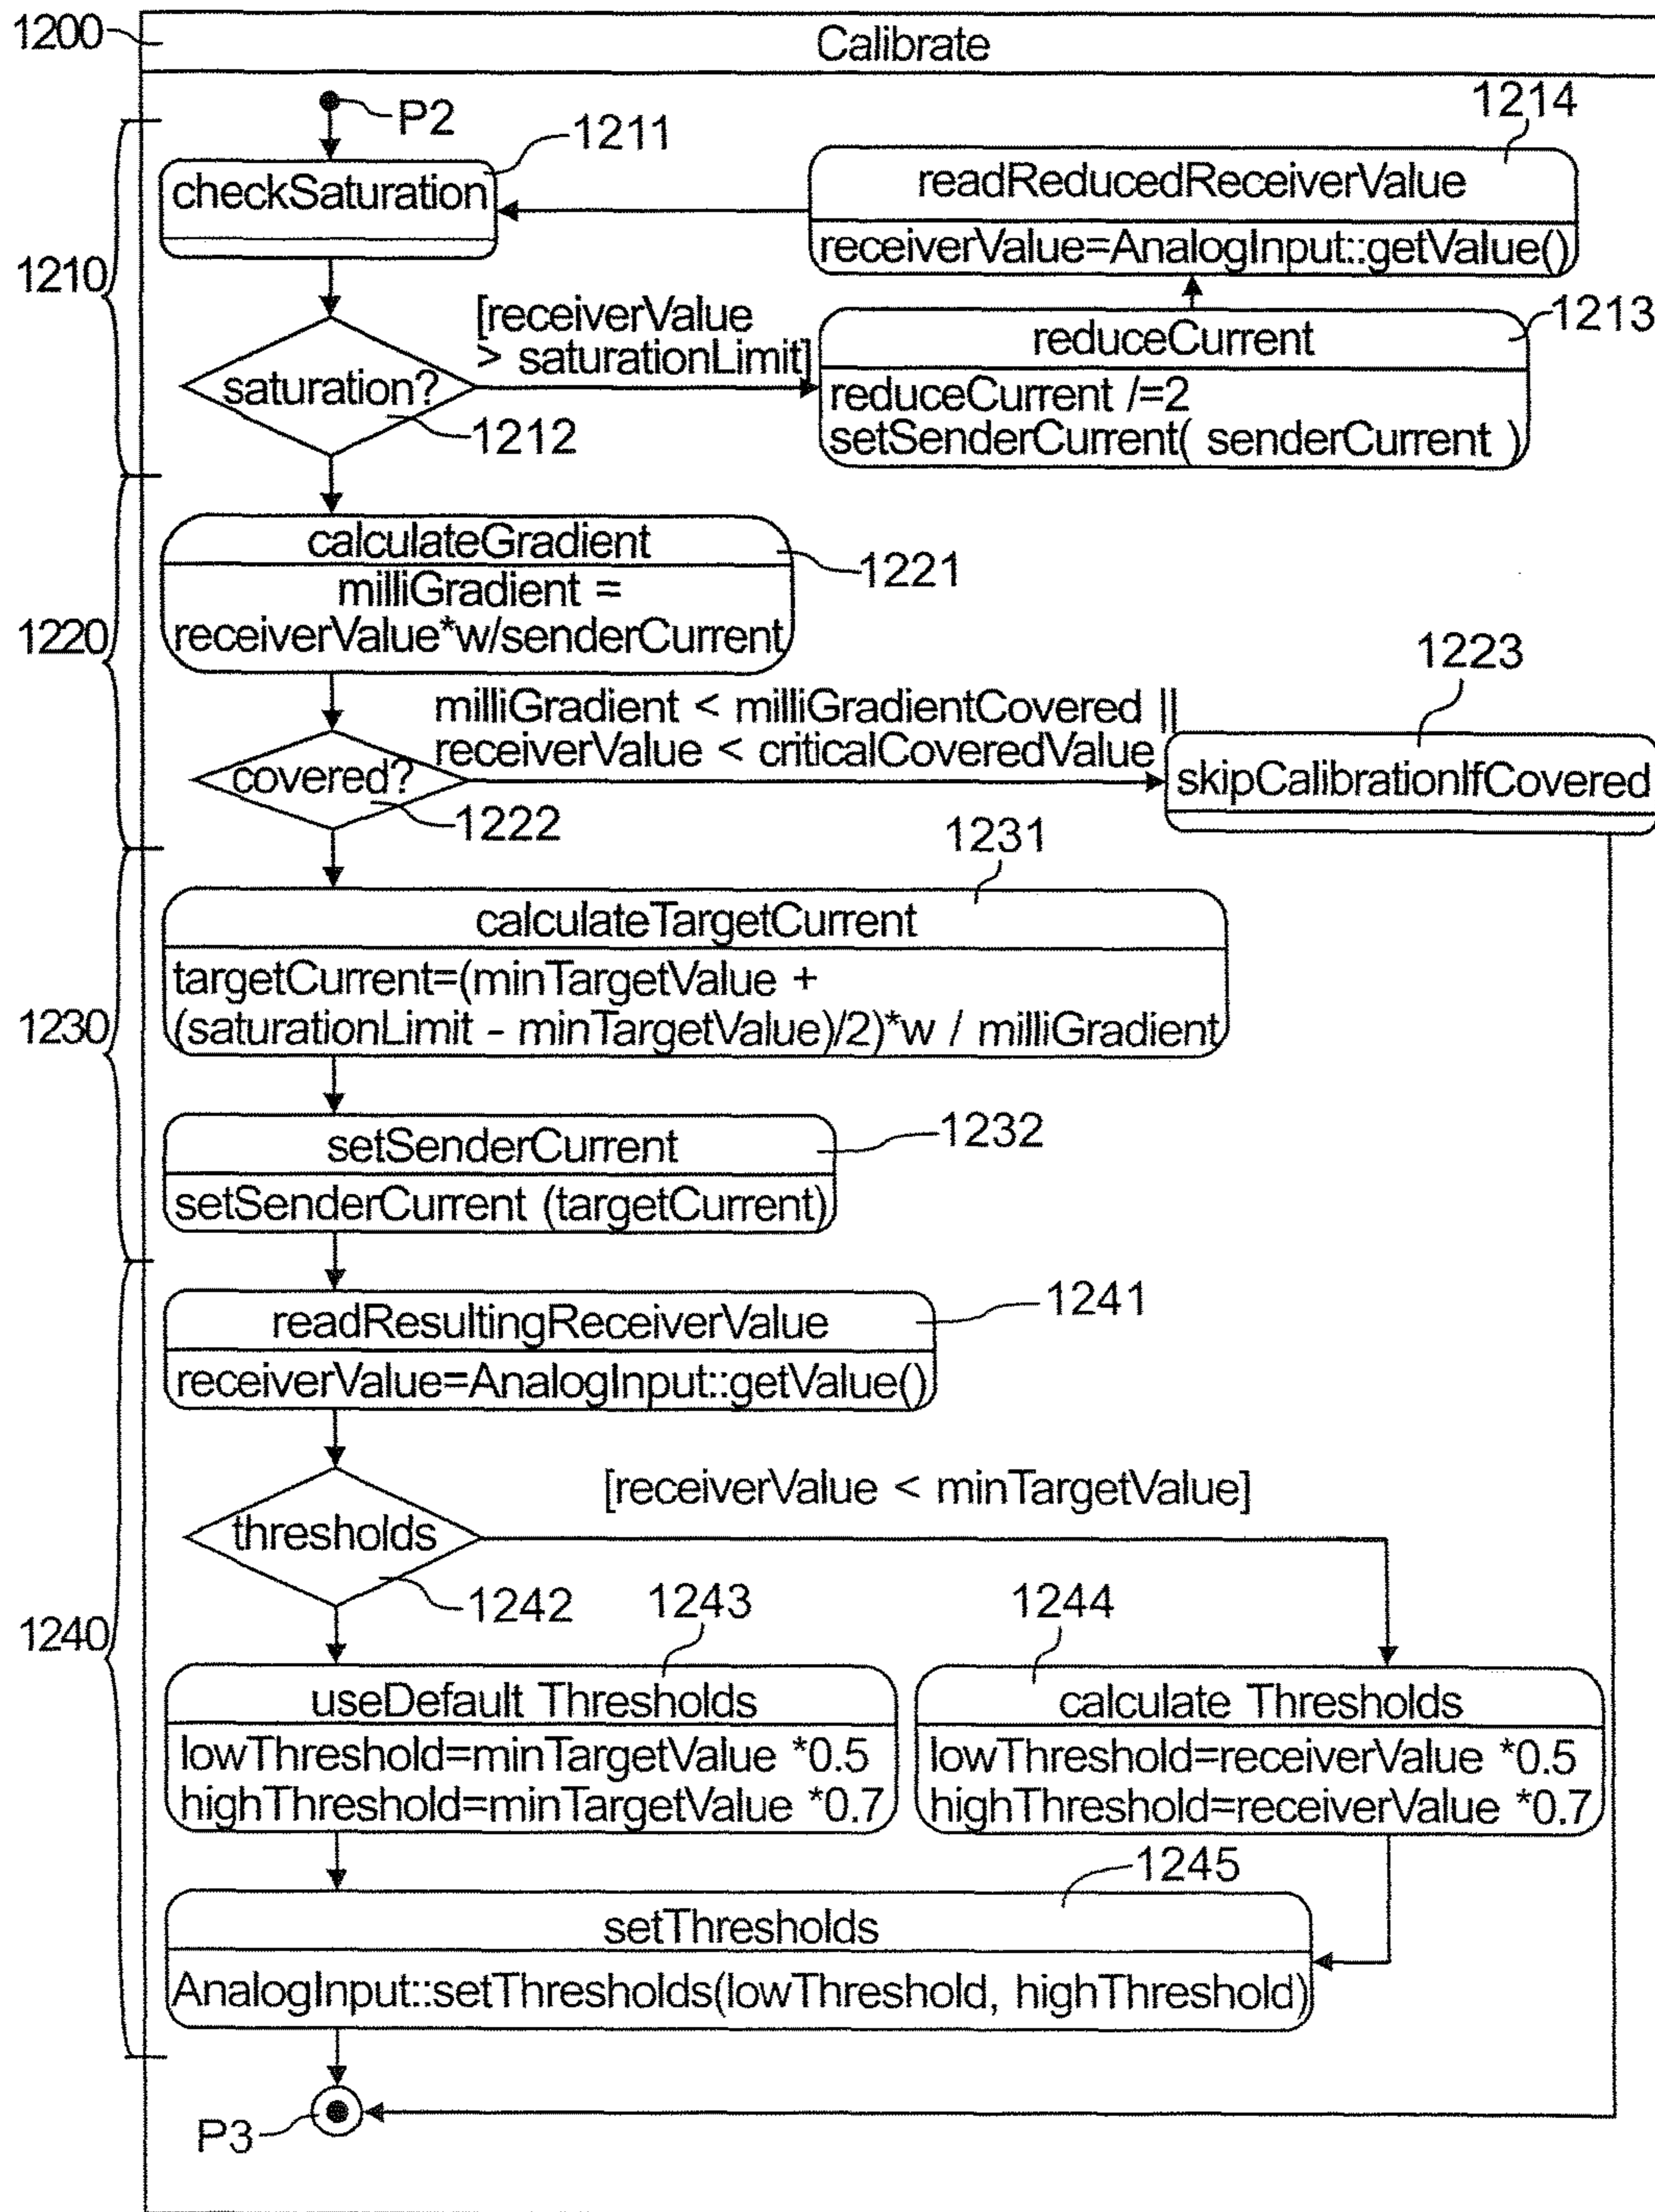 1200
Calibrate
P2
1211
1214
checkSaturation
readReducedReceiverValue
receiverValue=AnalogInput::getValue()
1210
[receiverValue
> saturationLimit]
1213
reduceCurrent
saturation?
reduceCurrent /=2
setSenderCurrent( senderCurrent )
1212
calculateGradient
1221
milliGradient =
receiverValue*w/senderCurrent
1220
1223
milliGradient < milliGradientCovered ||
receiverValue < criticalCoveredValue
covered?
skipCalibrationIfCovered
1222
1231
calculateTargetCurrent
targetCurrent=(minTargetValue +
(saturationLimit - minTargetValue)/2)*w / milliGradient
1230
1232
setSenderCurrent
setSenderCurrent (targetCurrent)
1241
readResultingReceiverValue
receiverValue=AnalogInput::getValue()
[receiverValue < minTargetValue]
thresholds
1242
1243
1244
1240
useDefault Thresholds
lowThreshold=minTargetValue *0.5
highThreshold=minTargetValue *0.7
calculate Thresholds
lowThreshold=receiverValue *0.5
highThreshold=receiverValue *0.7
1245
setThresholds
AnalogInput::setThresholds(lowThreshold, highThreshold)
P3